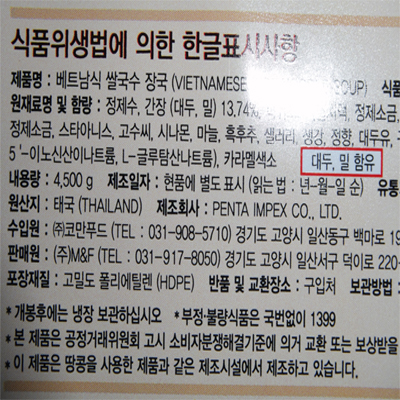 식품위생법에 의한 한글표시사항
제품명 : 베트남식 쌀국수 장국 (VIETNAMESE SOUP) 식품
원재료명 및 함량 : 정제수, 간장 (대두, 밀) 13.74%, 정제소금,
정제소금, 스타아니스, 고수씨, 시나몬, 마늘, 흑후추, 샐러리, 생강, 정향, 대두유,
5'-이노신산이나트륨, L-글루탐산나트륨), 카라멜색소 대두, 밀 함유
내용량 : 4,500 g 제조일자 : 현품에 별도 표시 (읽는 법 : 년-월-일 순) 유통
원산지 : 태국 (THAILAND) 제조회사 : PENTA IMPEX CO., LTD.
수입원 : ㈜코만푸드 (TEL : 031-908-5710) 경기도 고양시 일산동구 백마로 19
판매원 : ㈜M&F (TEL : 031-917-8050) 경기도 고양시 일산서구 덕이로 220-
포장재질 : 고밀도 폴리에틸렌 (HDPE) 반품 및 교환장소 : 구입처 보관방법 :
* 개봉후에는 냉장 보관하십시오 * 부정·불량식품은 국번없이 1399
* 본 제품은 공정거래위원회 고시 소비자분쟁해결기준에 의거 교환 또는 보상받을
* 이 제품은 땅콩을 사용한 제품과 같은 제조시설에서 제조하고 있습니다.